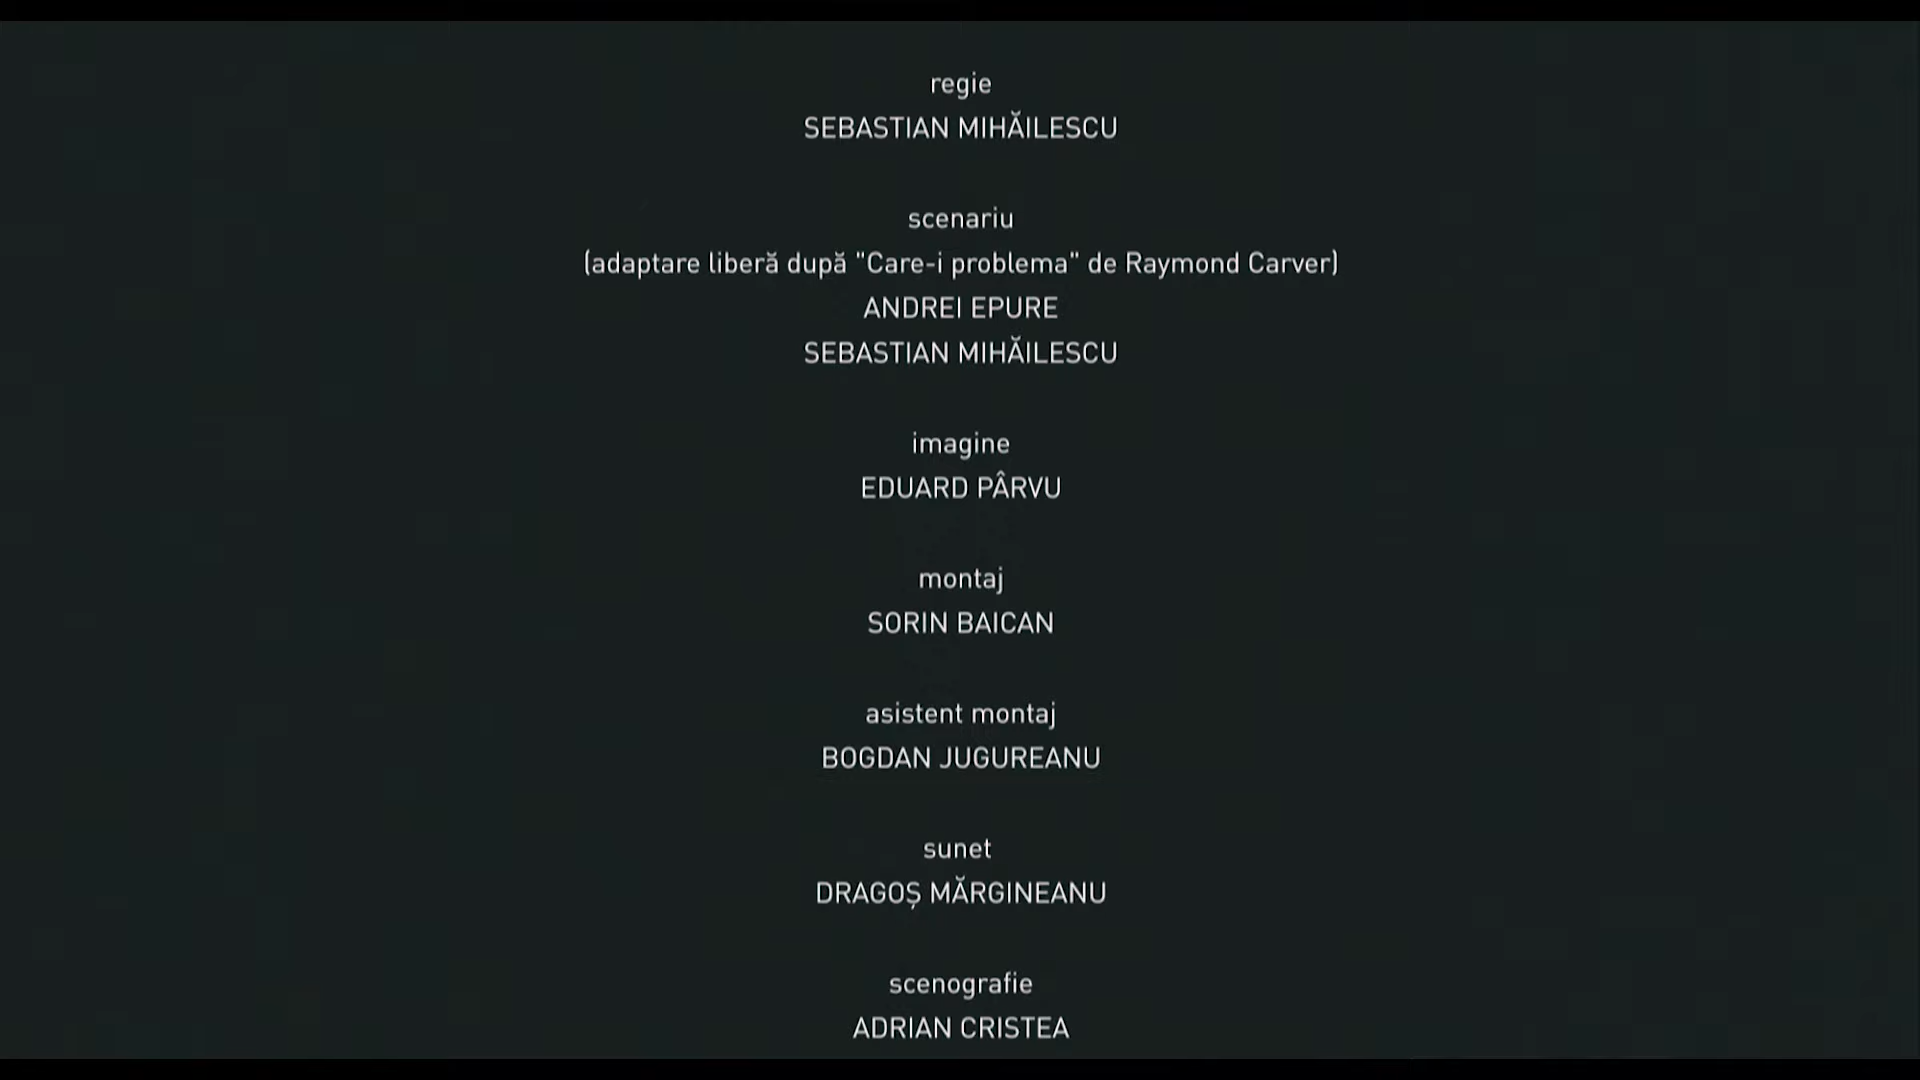 regie
SEBASTIAN MIHĂILESCU
scenariu
(adaptare liberă după "Care-i problema" de Raymond Carver)
ANDREI EPURE
SEBASTIAN MIHĂILESCU
imagine
EDUARD PÂRVU
montaj
SORIN BAICAN
asistent montaj
BOGDAN JUGUREANU
sunet
DRAGOȘ MĂRGINEANU
scenografie
ADRIAN CRISTEA